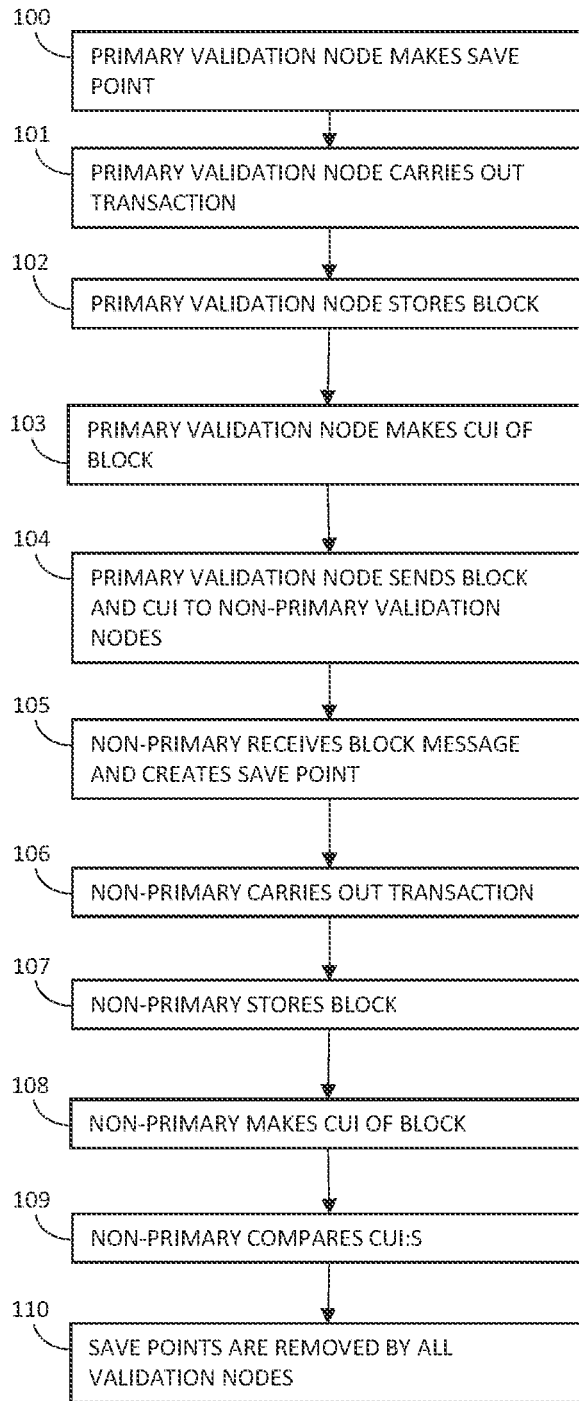 100
PRIMARY VALIDATION NODE MAKES SAVE
POINT
101
PRIMARY VALIDATION NODE CARRIES OUT
TRANSACTION
102
PRIMARY VALIDATION NODE STORES BLOCK
103
PRIMARY VALIDATION NODE MAKES CUI OF
BLOCK
104
PRIMARY VALIDATION NODE SENDS BLOCK
AND CUI TO NON-PRIMARY VALIDATION
NODES
105
NON-PRIMARY RECEIVES BLOCK MESSAGE
AND CREATES SAVE POINT
106
NON-PRIMARY CARRIES OUT TRANSACTION
107
NON-PRIMARY STORES BLOCK
108
NON-PRIMARY MAKES CUI OF BLOCK
109
NON-PRIMARY COMPARES CUI:S
110
SAVE POINTS ARE REMOVED BY ALL
VALIDATION NODES